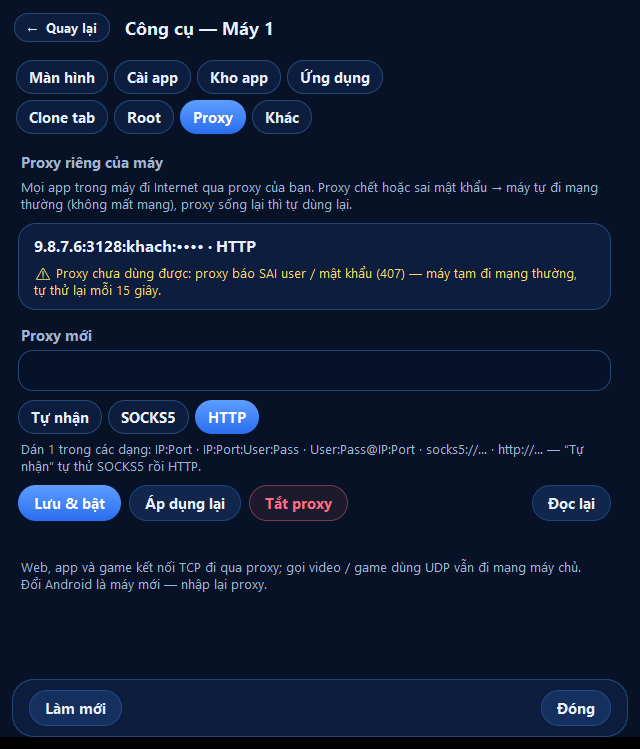 ← Quay lại
Công cụ — Máy 1
Màn hình
Cài app
Kho app
Ứng dụng
Clone tab
Root
Proxy
Khác
Proxy riêng của máy
Mọi app trong máy đi Internet qua proxy của bạn. Proxy chết hoặc sai mật khẩu → máy tự đi mạng
thường (không mất mạng), proxy sống lại thì tự dùng lại.
9.8.7.6:3128:khach:•••• · HTTP
⚠ Proxy chưa dùng được: proxy báo SAI user / mật khẩu (407) — máy tạm đi mạng thường,
tự thử lại mỗi 15 giây.
Proxy mới
Tự nhận
SOCKS5
HTTP
Dán 1 trong các dạng: IP:Port · IP:Port:User:Pass · User:Pass@IP:Port · socks5://... · http://... — “Tự
nhận” tự thử SOCKS5 rồi HTTP.
Lưu & bật
Áp dụng lại
Tắt proxy
Đọc lại
Web, app và game kết nối TCP đi qua proxy; gọi video / game dùng UDP vẫn đi mạng máy chủ.
Đổi Android là máy mới — nhập lại proxy.
Làm mới
Đóng